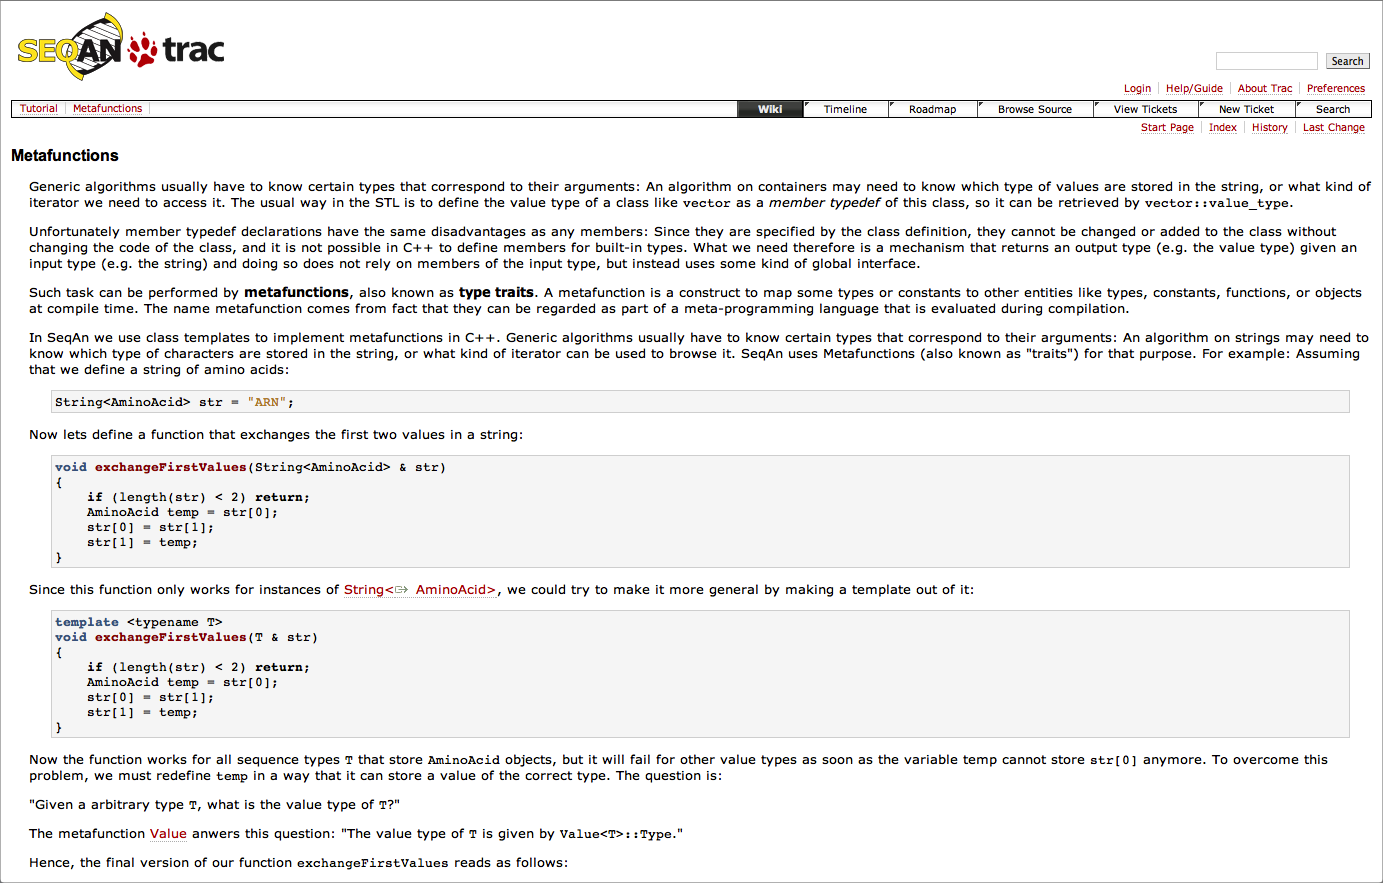 SEQAN trac
Search
Login Help/Guide About Trac Preferences
Tutorial Metafunctions Wiki Timeline Roadmap Browse Source View Tickets New Ticket Search
Start Page Index History Last Change
Metafunctions
Generic algorithms usually have to know certain types that correspond to their arguments: An algorithm on containers may need to know which type of values are stored in the string, or what kind of
iterator we need to access it. The usual way in the STL is to define the value type of a class like vector as a member typedef of this class, so it can be retrieved by vector::value_type.
Unfortunately member typedef declarations have the same disadvantages as any members: Since they are specified by the class definition, they cannot be changed or added to the class without
changing the code of the class, and it is not possible in C++ to define members for built-in types. What we need therefore is a mechanism that returns an output type (e.g. the value type) given an
input type (e.g. the string) and doing so does not rely on members of the input type, but instead uses some kind of global interface.
Such task can be performed by metafunctions, also known as type traits. A metafunction is a construct to map some types or constants to other entities like types, constants, functions, or objects
at compile time. The name metafunction comes from fact that they can be regarded as part of a meta-programming language that is evaluated during compilation.
In SeqAn we use class templates to implement metafunctions in C++. Generic algorithms usually have to know certain types that correspond to their arguments: An algorithm on strings may need to
know which type of characters are stored in the string, or what kind of iterator can be used to browse it. SeqAn uses Metafunctions (also known as "traits") for that purpose. For example: Assuming
that we define a string of amino acids:
String<AminoAcid> str = "ARN";
Now lets define a function that exchanges the first two values in a string:
void exchangeFirstValues(String<AminoAcid> & str)
{
if (length(str) < 2) return;
AminoAcid temp = str[0];
str[0] = str[1];
str[1] = temp;
}
Since this function only works for instances of String< AminoAcid>, we could try to make it more general by making a template out of it:
template <typename T>
void exchangeFirstValues(T & str)
{
if (length(str) < 2) return;
AminoAcid temp = str[0];
str[0] = str[1];
str[1] = temp;
}
Now the function works for all sequence types T that store AminoAcid objects, but it will fail for other value types as soon as the variable temp cannot store str[0] anymore. To overcome this
problem, we must redefine temp in a way that it can store a value of the correct type. The question is:
"Given a arbitrary type T, what is the value type of T?"
The metafunction Value anwers this question: "The value type of T is given by Value<T>::Type."
Hence, the final version of our function exchangeFirstValues reads as follows: